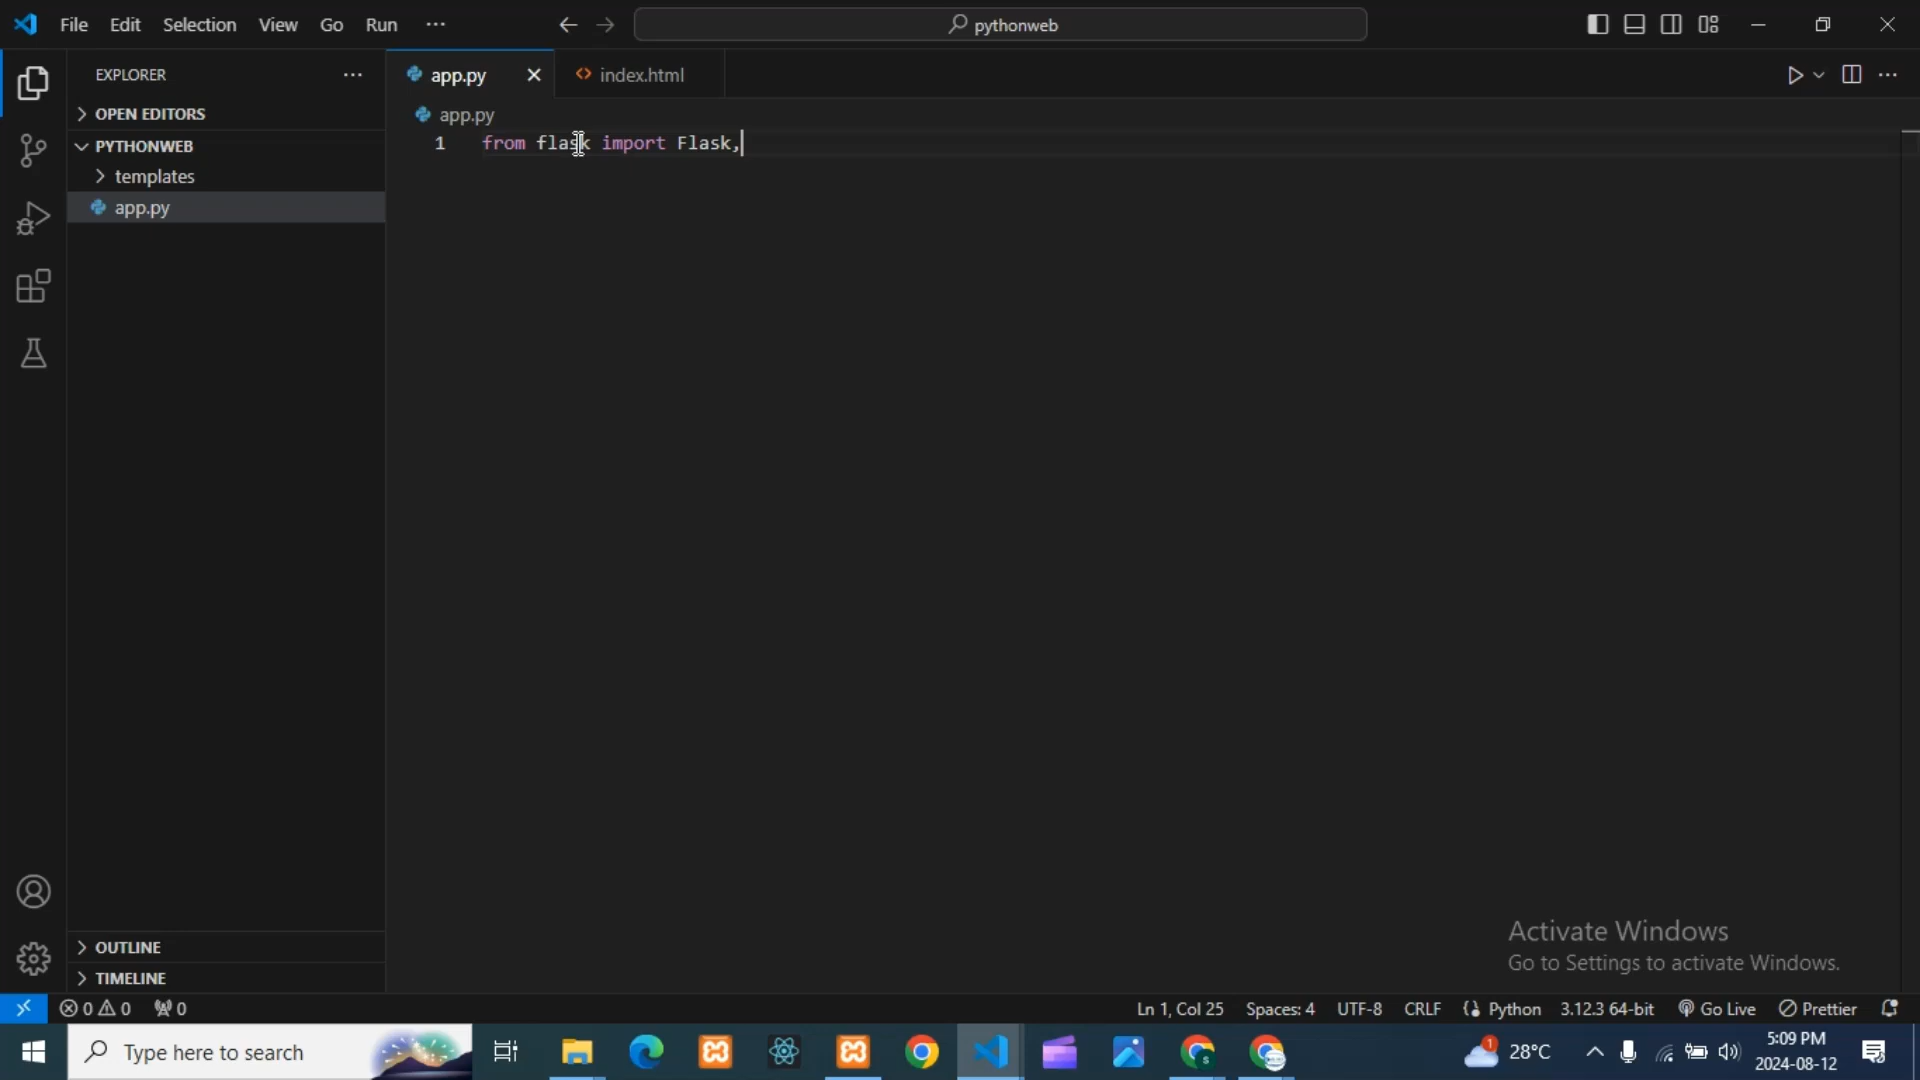 File Edit Selection View Go Run ···
pythonweb
EXPLORER
app.py
index.html
OPEN EDITORS
PYTHONWEB
templates
app.py
app.py
1 from flask import Flask,
Activate Windows
Go to Settings to activate Windows.
OUTLINE
TIMELINE
0 0 0
Ln 1, Col 25 Spaces: 4 UTF-8 CRLF Python 3.12.3 64-bit Go Live Prettier
Type here to search
1 28°C
5:09 PM
2024-08-12